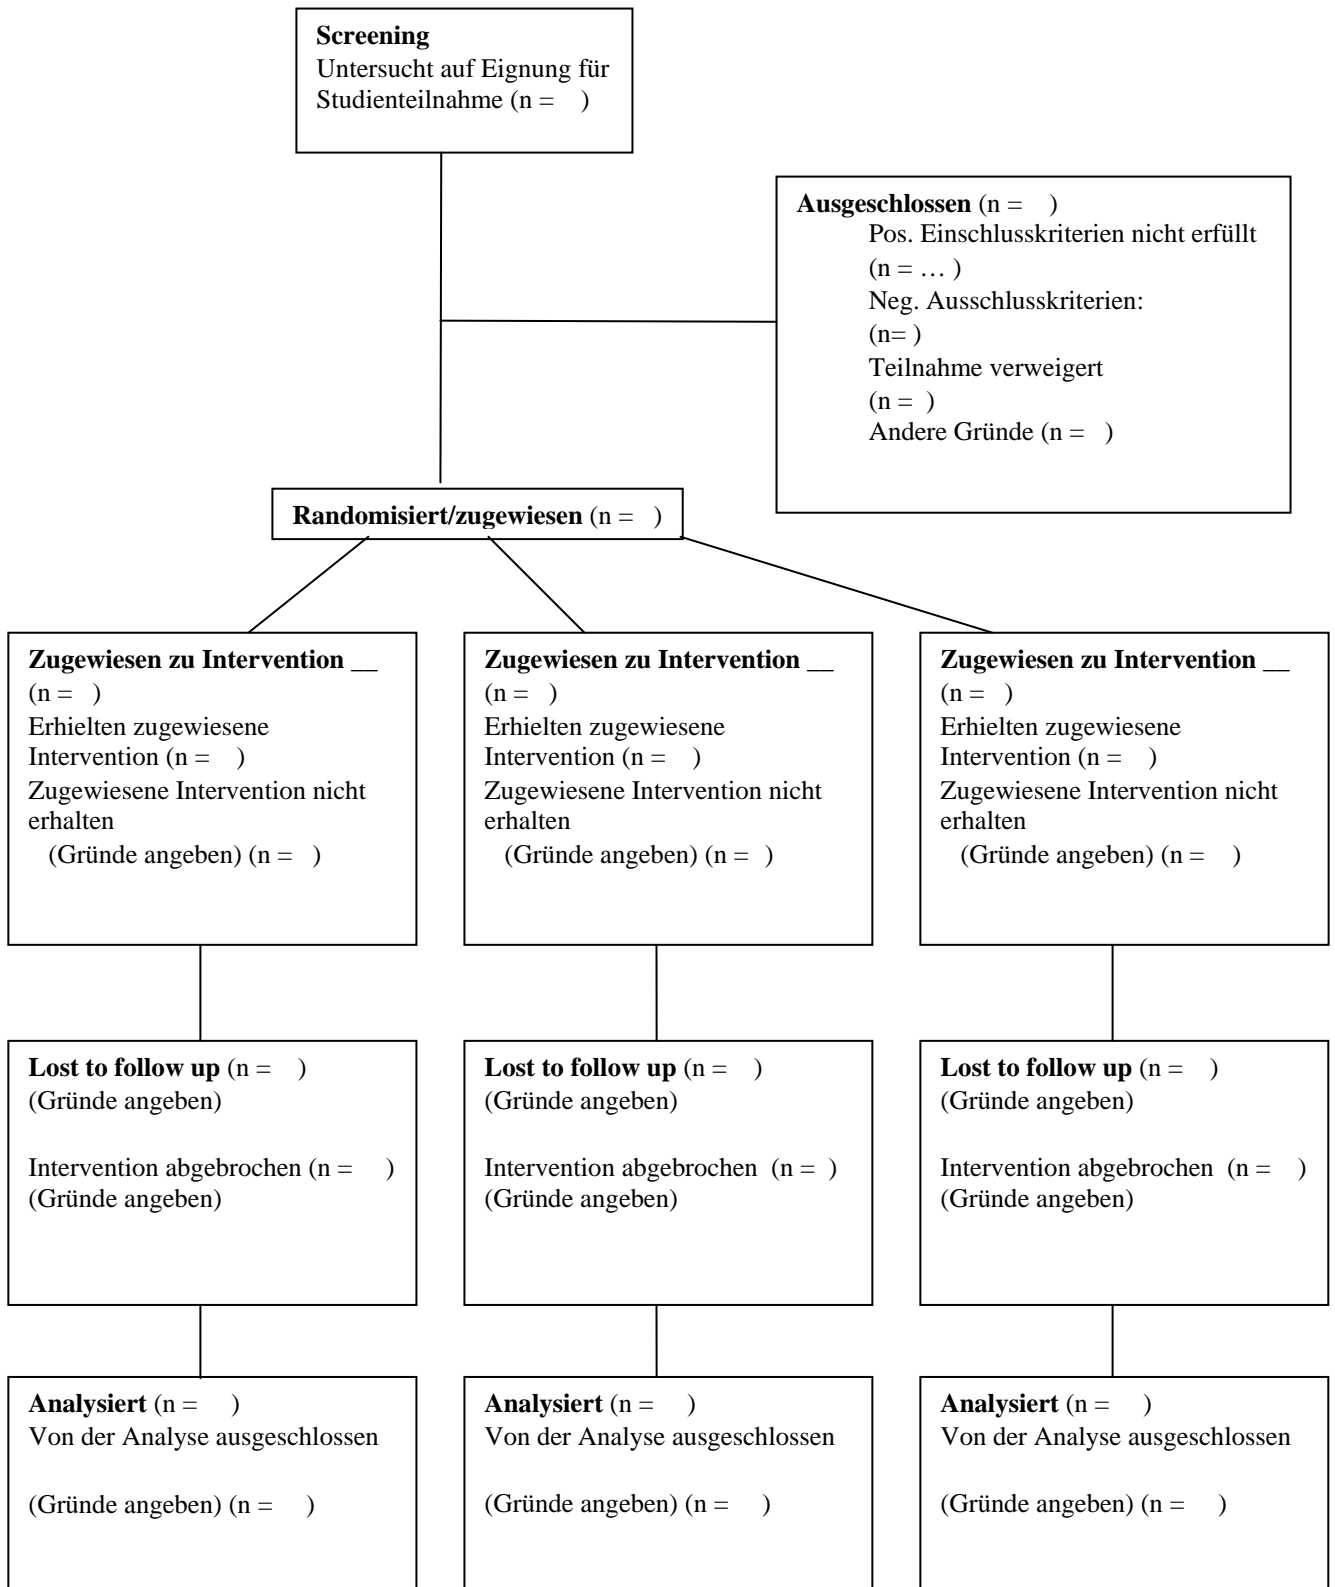 Screening
Untersucht auf Eignung für
Studienteilnahme (n =    )
Ausgeschlossen (n =    )
Pos. Einschlusskriterien nicht erfüllt
(n = … )
Neg. Ausschlusskriterien:
(n= )
Teilnahme verweigert
(n =  )
Andere Gründe (n =   )
Randomisiert/zugewiesen (n =   )
Zugewiesen zu Intervention __
(n =   )
Erhielten zugewiesene
Intervention (n =    )
Zugewiesene Intervention nicht
erhalten
(Gründe angeben) (n =   )
Zugewiesen zu Intervention __
(n =   )
Erhielten zugewiesene
Intervention (n =    )
Zugewiesene Intervention nicht
erhalten
(Gründe angeben) (n =  )
Zugewiesen zu Intervention __
(n =   )
Erhielten zugewiesene
Intervention (n =    )
Zugewiesene Intervention nicht
erhalten
(Gründe angeben) (n =    )
Lost to follow up (n =    )
(Gründe angeben)
Intervention abgebrochen (n =    )
(Gründe angeben)
Lost to follow up (n =    )
(Gründe angeben)
Intervention abgebrochen  (n =  )
(Gründe angeben)
Lost to follow up (n =    )
(Gründe angeben)
Intervention abgebrochen  (n =    )
(Gründe angeben)
Analysiert (n =    )
Von der Analyse ausgeschlossen
(Gründe angeben) (n =    )
Analysiert (n =    )
Von der Analyse ausgeschlossen
(Gründe angeben) (n =    )
Analysiert (n =    )
Von der Analyse ausgeschlossen
(Gründe angeben) (n =    )